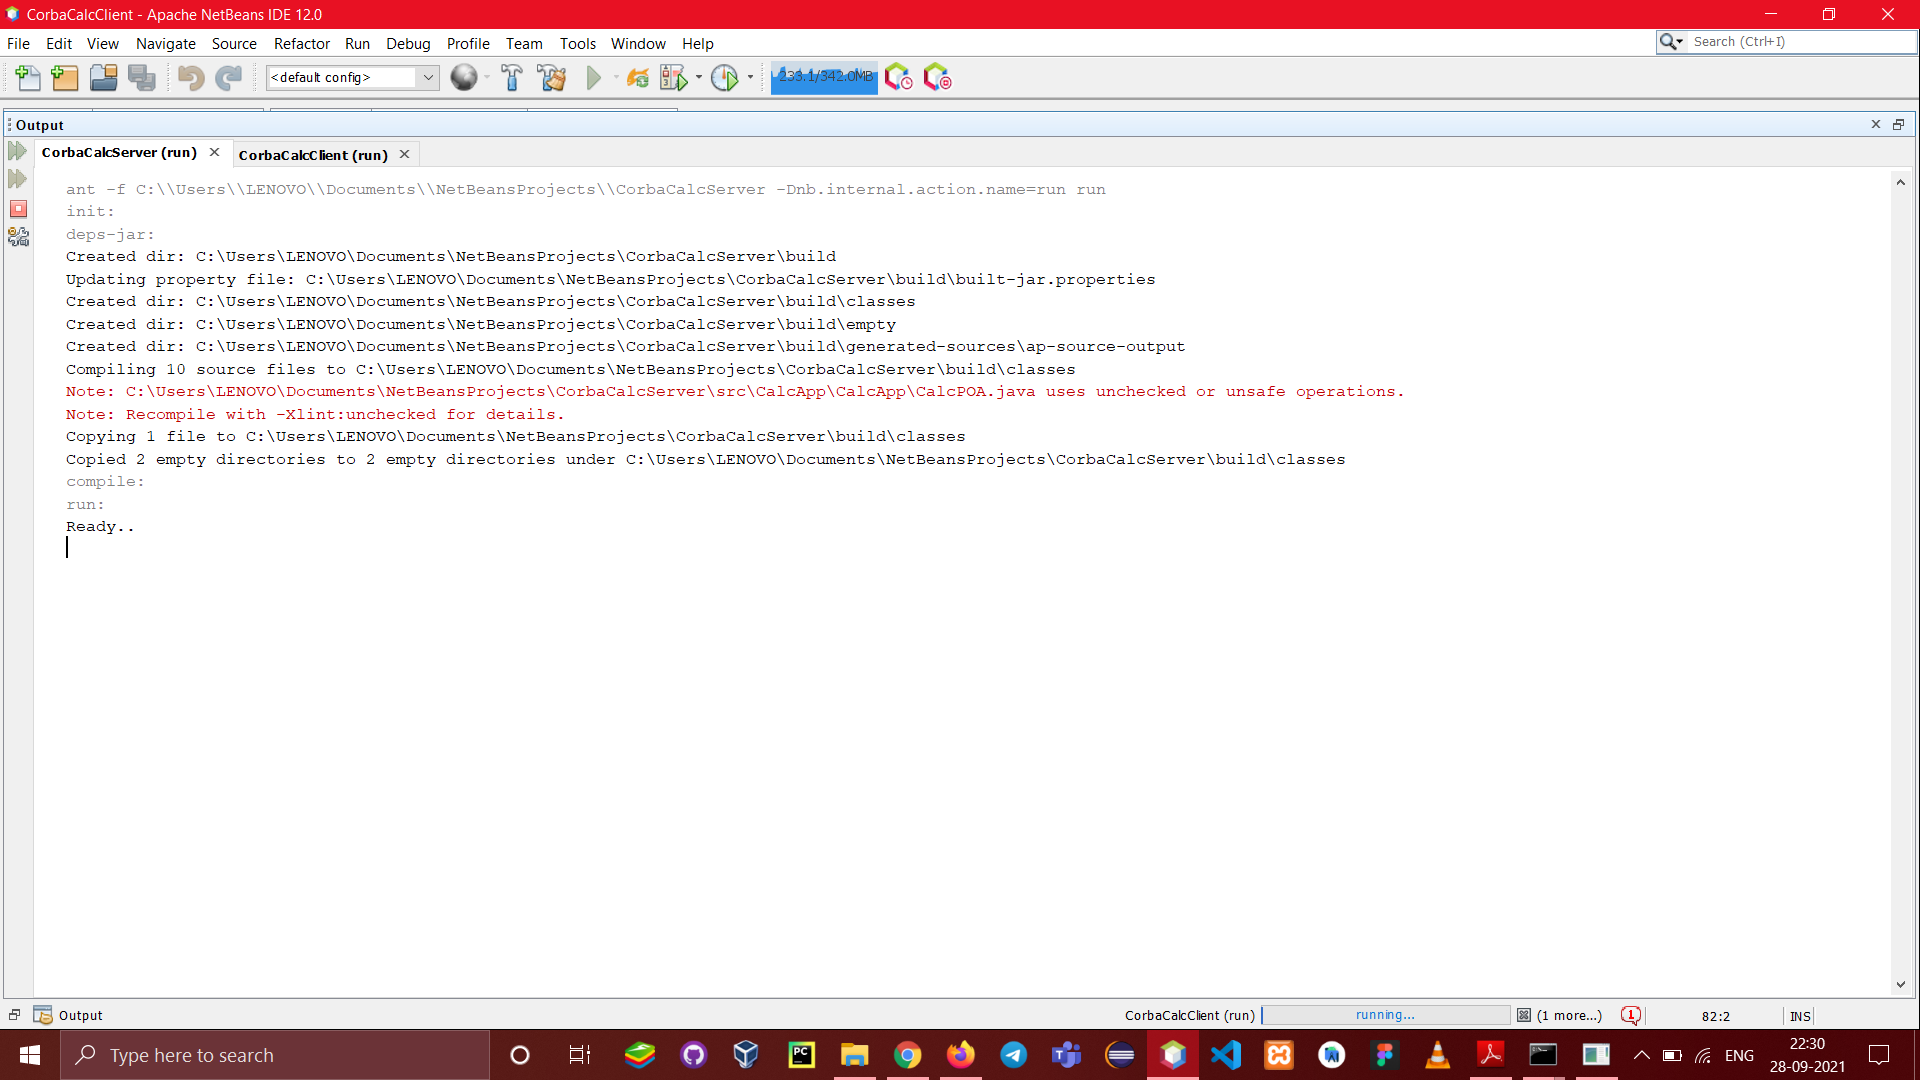 CorbaCalcClient - Apache NetBeans IDE 12.0
File Edit View Navigate Source Refactor Run Debug Profile Team Tools Window Help
Search (Ctrl+I)
<default config>
233.1/342.0MB
Output
CorbaCalcServer (run) CorbaCalcClient (run)
ant -f C:\\Users\\LENOVO\\Documents\\NetBeansProjects\\CorbaCalcServer -Dnb.internal.action.name=run run
init:
deps-jar:
Created dir: C:\Users\LENOVO\Documents\NetBeansProjects\CorbaCalcServer\build
Updating property file: C:\Users\LENOVO\Documents\NetBeansProjects\CorbaCalcServer\build\built-jar.properties
Created dir: C:\Users\LENOVO\Documents\NetBeansProjects\CorbaCalcServer\build\classes
Created dir: C:\Users\LENOVO\Documents\NetBeansProjects\CorbaCalcServer\build\empty
Created dir: C:\Users\LENOVO\Documents\NetBeansProjects\CorbaCalcServer\build\generated-sources\ap-source-output
Compiling 10 source files to C:\Users\LENOVO\Documents\NetBeansProjects\CorbaCalcServer\build\classes
Note: C:\Users\LENOVO\Documents\NetBeansProjects\CorbaCalcServer\src\CalcApp\CalcApp\CalcPOA.java uses unchecked or unsafe operations.
Note: Recompile with -Xlint:unchecked for details.
Copying 1 file to C:\Users\LENOVO\Documents\NetBeansProjects\CorbaCalcServer\build\classes
Copied 2 empty directories to 2 empty directories under C:\Users\LENOVO\Documents\NetBeansProjects\CorbaCalcServer\build\classes
compile:
run:
Ready..
Output
CorbaCalcClient (run) running... (1 more...) 1 82:2 INS
Type here to search
PC
ENG
22:30
28-09-2021